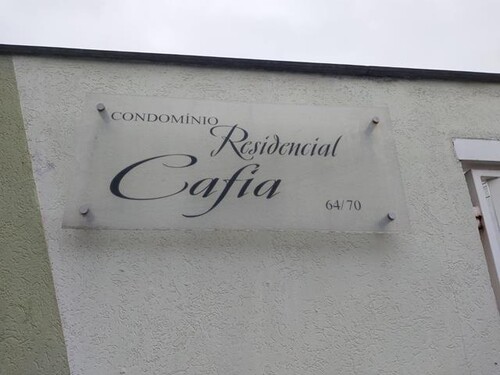 CONDOMÍNIO
Residencial
Cafia
64/70